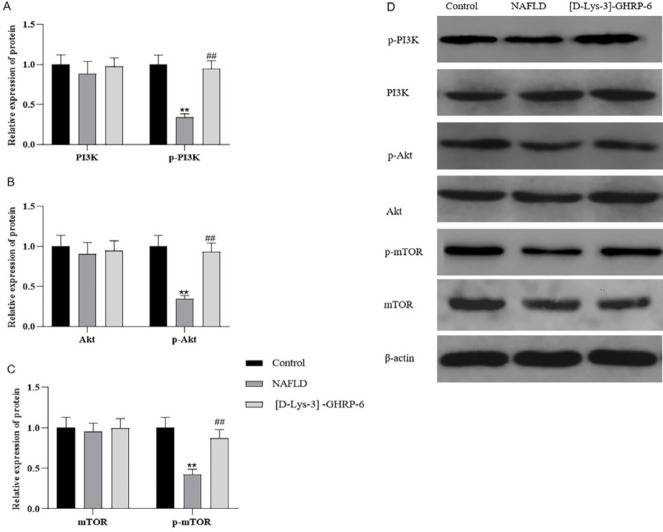 A
Relative expression of protein
1.5
1.0
0.5
0.0
##
**
PI3K
p-PI3K
B
Relative expression of protein
1.5
1.0
0.5
0.0
##
**
Akt
p-Akt
Control
NAFLD
[D-Lys-3] -GHRP-6
C
Relative expression of protein
1.5
1.0
0.5
0.0
##
**
mTOR
p-mTOR
D
Control NAFLD [D-Lys-3]-GHRP-6
p-PI3K
PI3K
p-Akt
Akt
p-mTOR
mTOR
β-actin